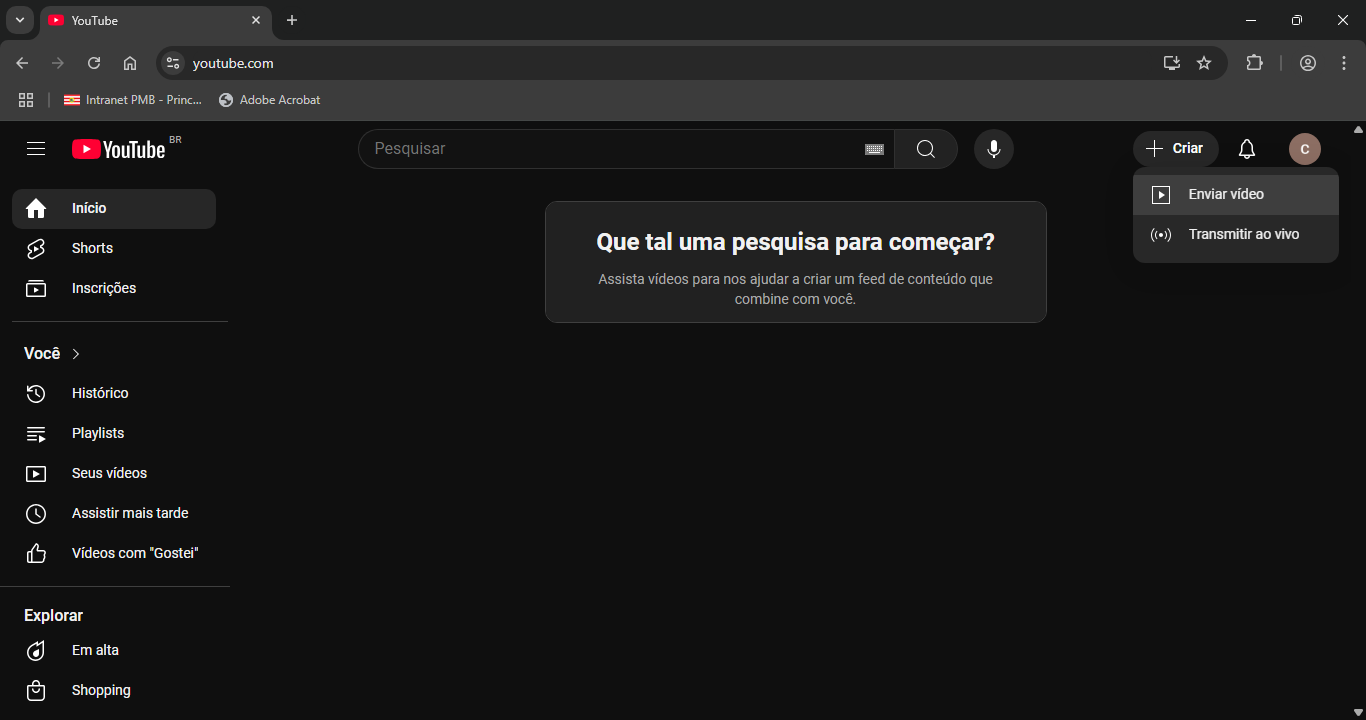 YouTube
youtube.com
Intranet PMB - Princ...
Adobe Acrobat
YouTube BR
Pesquisar
Criar
C
Enviar vídeo
Transmitir ao vivo
Início
Shorts
Inscrições
Que tal uma pesquisa para começar?
Assista vídeos para nos ajudar a criar um feed de conteúdo que
combine com você.
Você
Histórico
Playlists
Seus vídeos
Assistir mais tarde
Vídeos com "Gostei"
Explorar
Em alta
Shopping